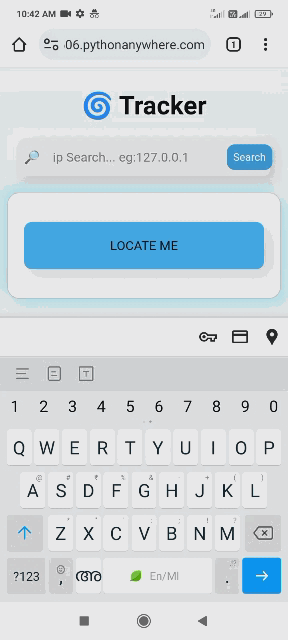 10:42 AM
29
06.pythonanywhere.com
1
Tracker
ip Search... eg:127.0.0.1
Search
LOCATE ME
1 2 3 4 5 6 7 8 9 0
Q W E R T Y U I O P
@ # & - + ( )
A S D F G H J K L
Z X C V B N M
?123 , അ En/Ml .